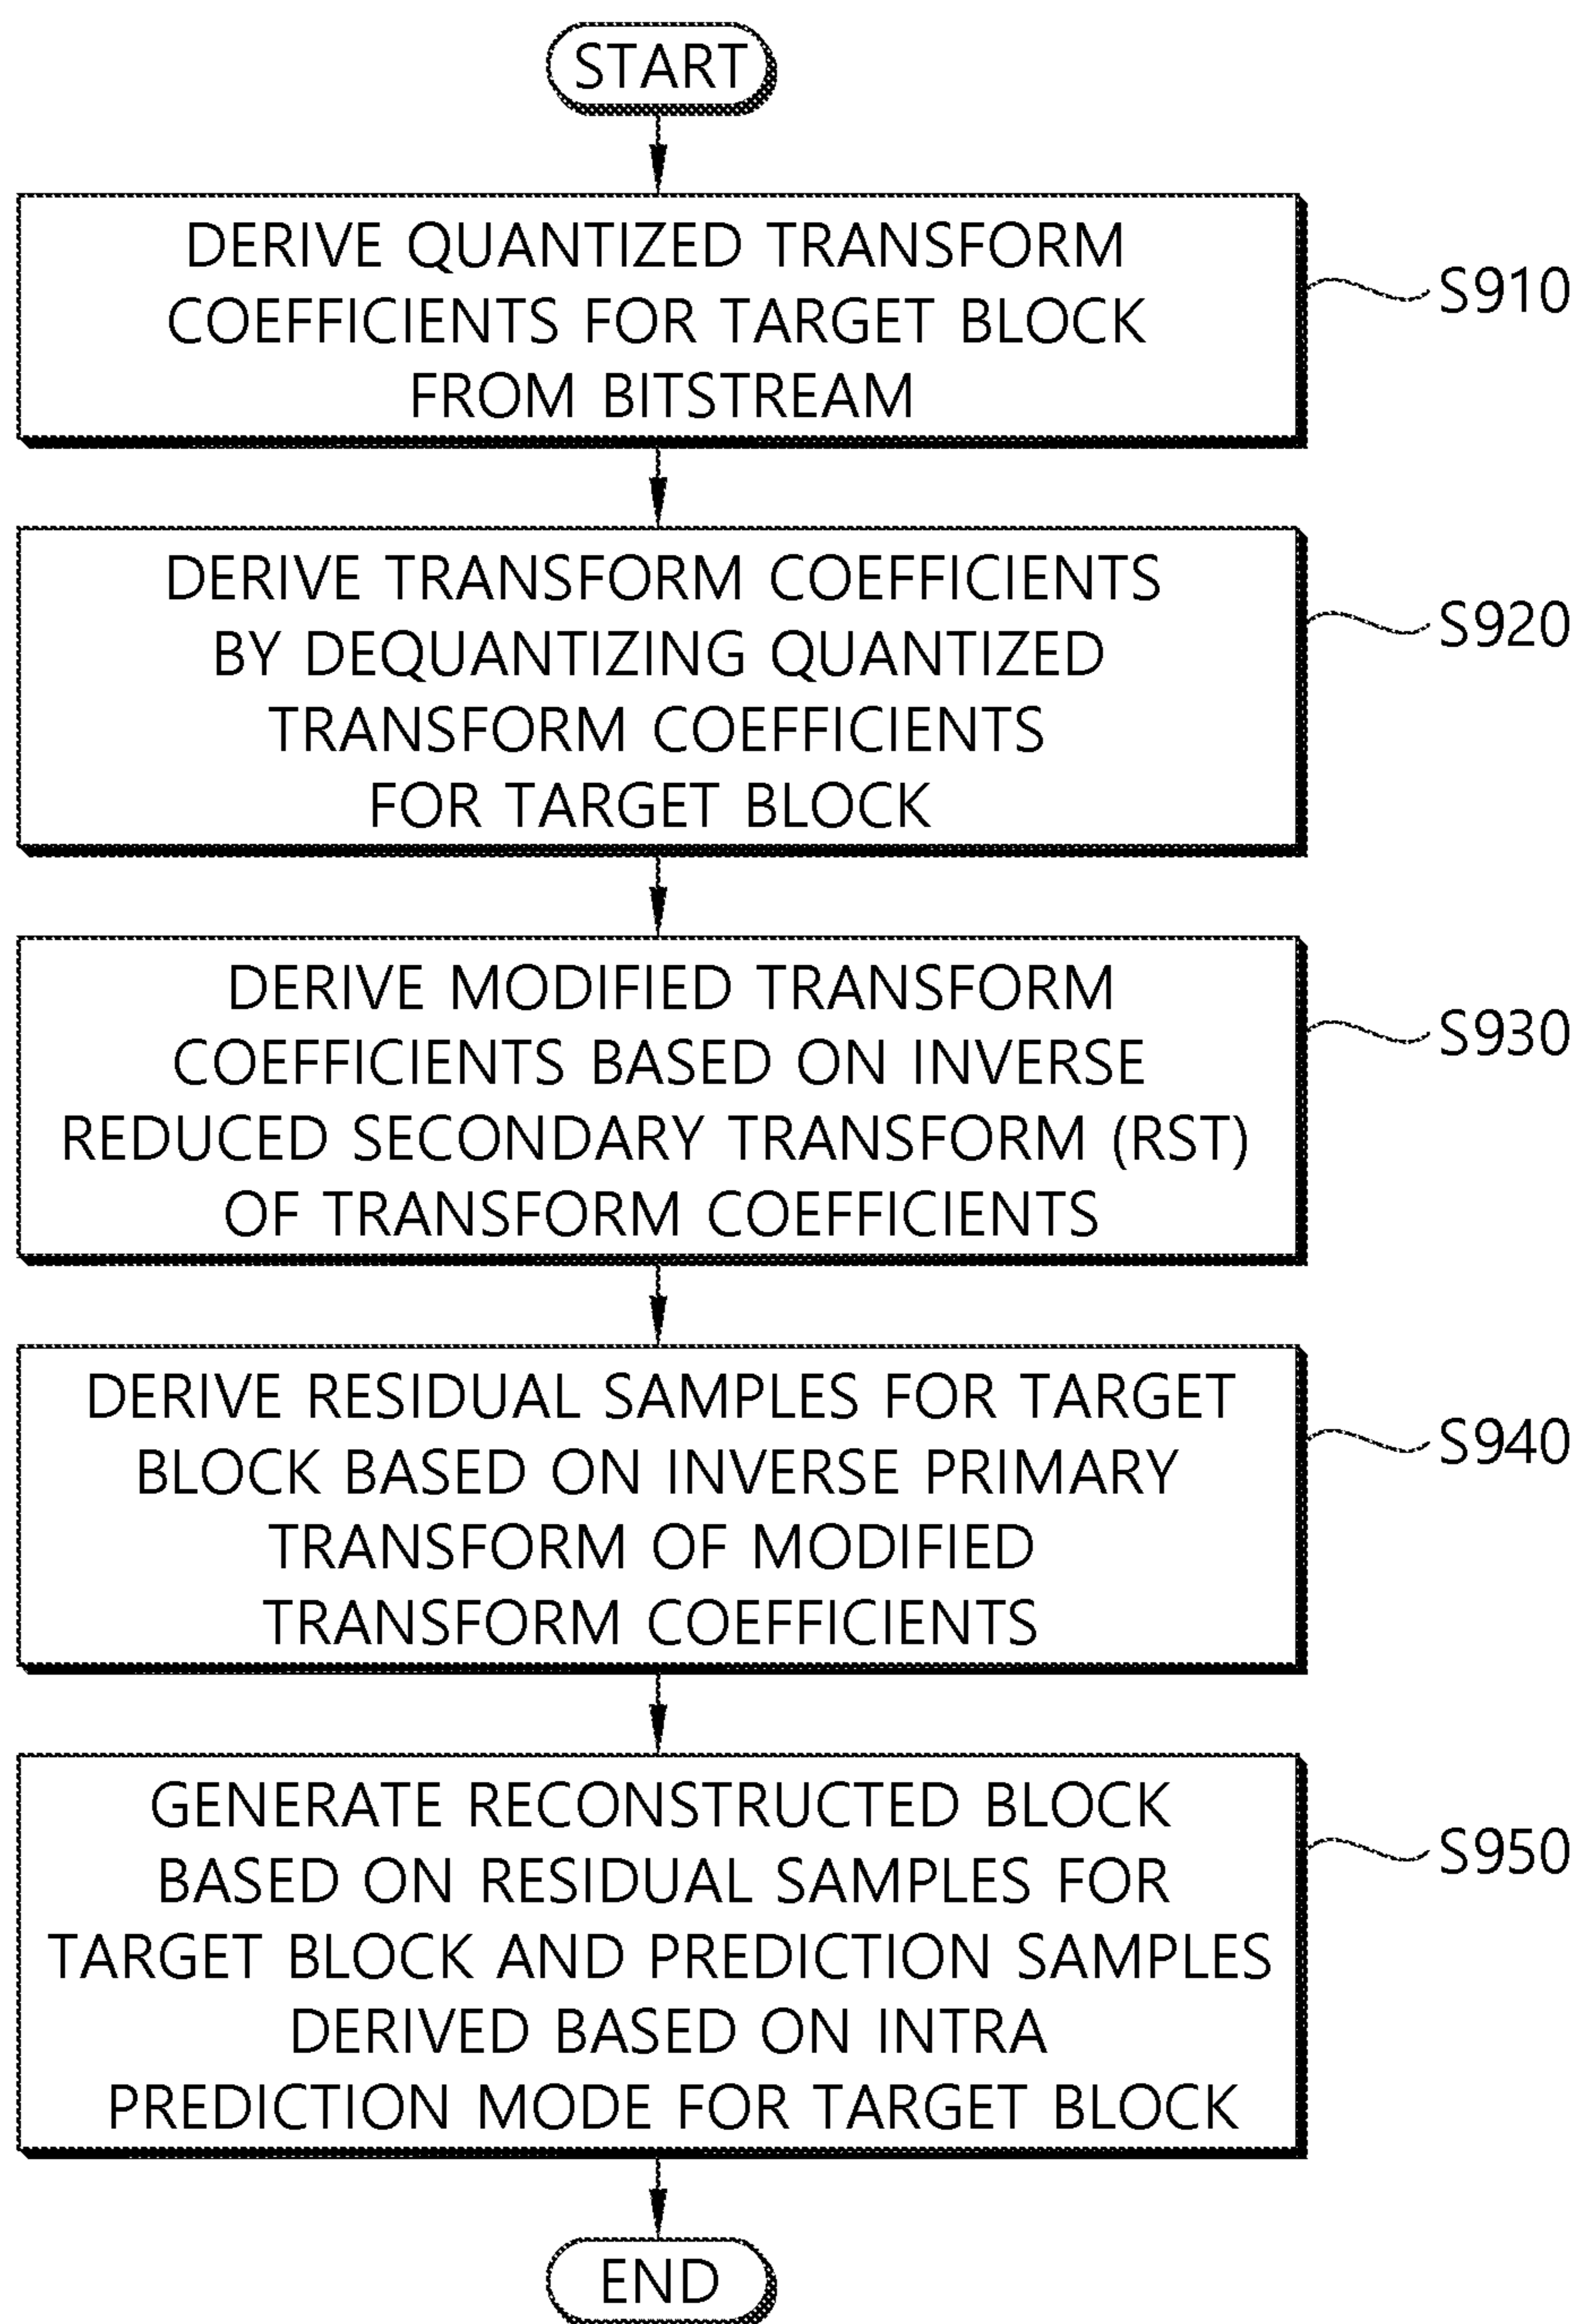 START
DERIVE QUANTIZED TRANSFORM
COEFFICIENTS FOR TARGET BLOCK
FROM BITSTREAM
S910
DERIVE TRANSFORM COEFFICIENTS
BY DEQUANTIZING QUANTIZED
TRANSFORM COEFFICIENTS
FOR TARGET BLOCK
S920
DERIVE MODIFIED TRANSFORM
COEFFICIENTS BASED ON INVERSE
REDUCED SECONDARY TRANSFORM (RST)
OF TRANSFORM COEFFICIENTS
S930
DERIVE RESIDUAL SAMPLES FOR TARGET
BLOCK BASED ON INVERSE PRIMARY
TRANSFORM OF MODIFIED
TRANSFORM COEFFICIENTS
S940
GENERATE RECONSTRUCTED BLOCK
BASED ON RESIDUAL SAMPLES FOR
TARGET BLOCK AND PREDICTION SAMPLES
DERIVED BASED ON INTRA
PREDICTION MODE FOR TARGET BLOCK
S950
END